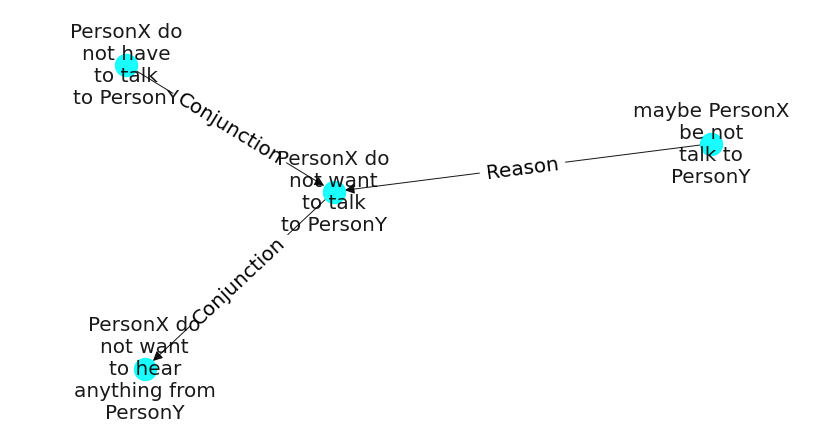 PersonX do
not have
to talk
to PersonY
Conjunction
maybe PersonX
be not
talk to
PersonY
Reason
PersonX do
not want
to talk
to PersonY
Conjunction
PersonX do
not want
to hear
anything from
PersonY